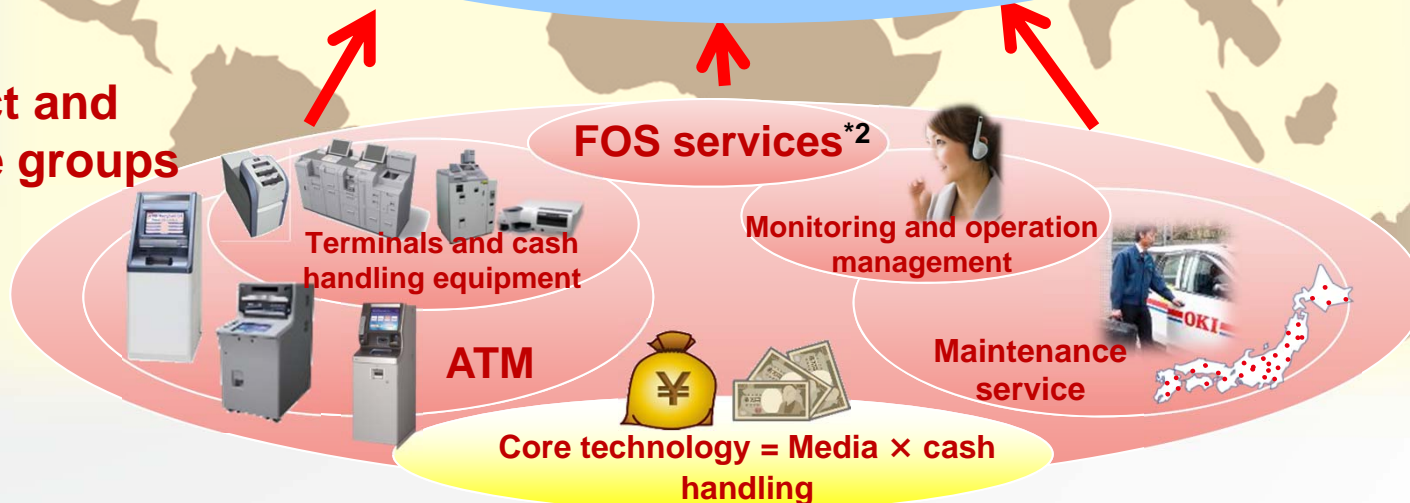 ct and
e groups
FOS services*2
Terminals and cash
handling equipment
Monitoring and operation
management
OKI
ATM
Maintenance
service
¥
Core technology = Media × cash
handling